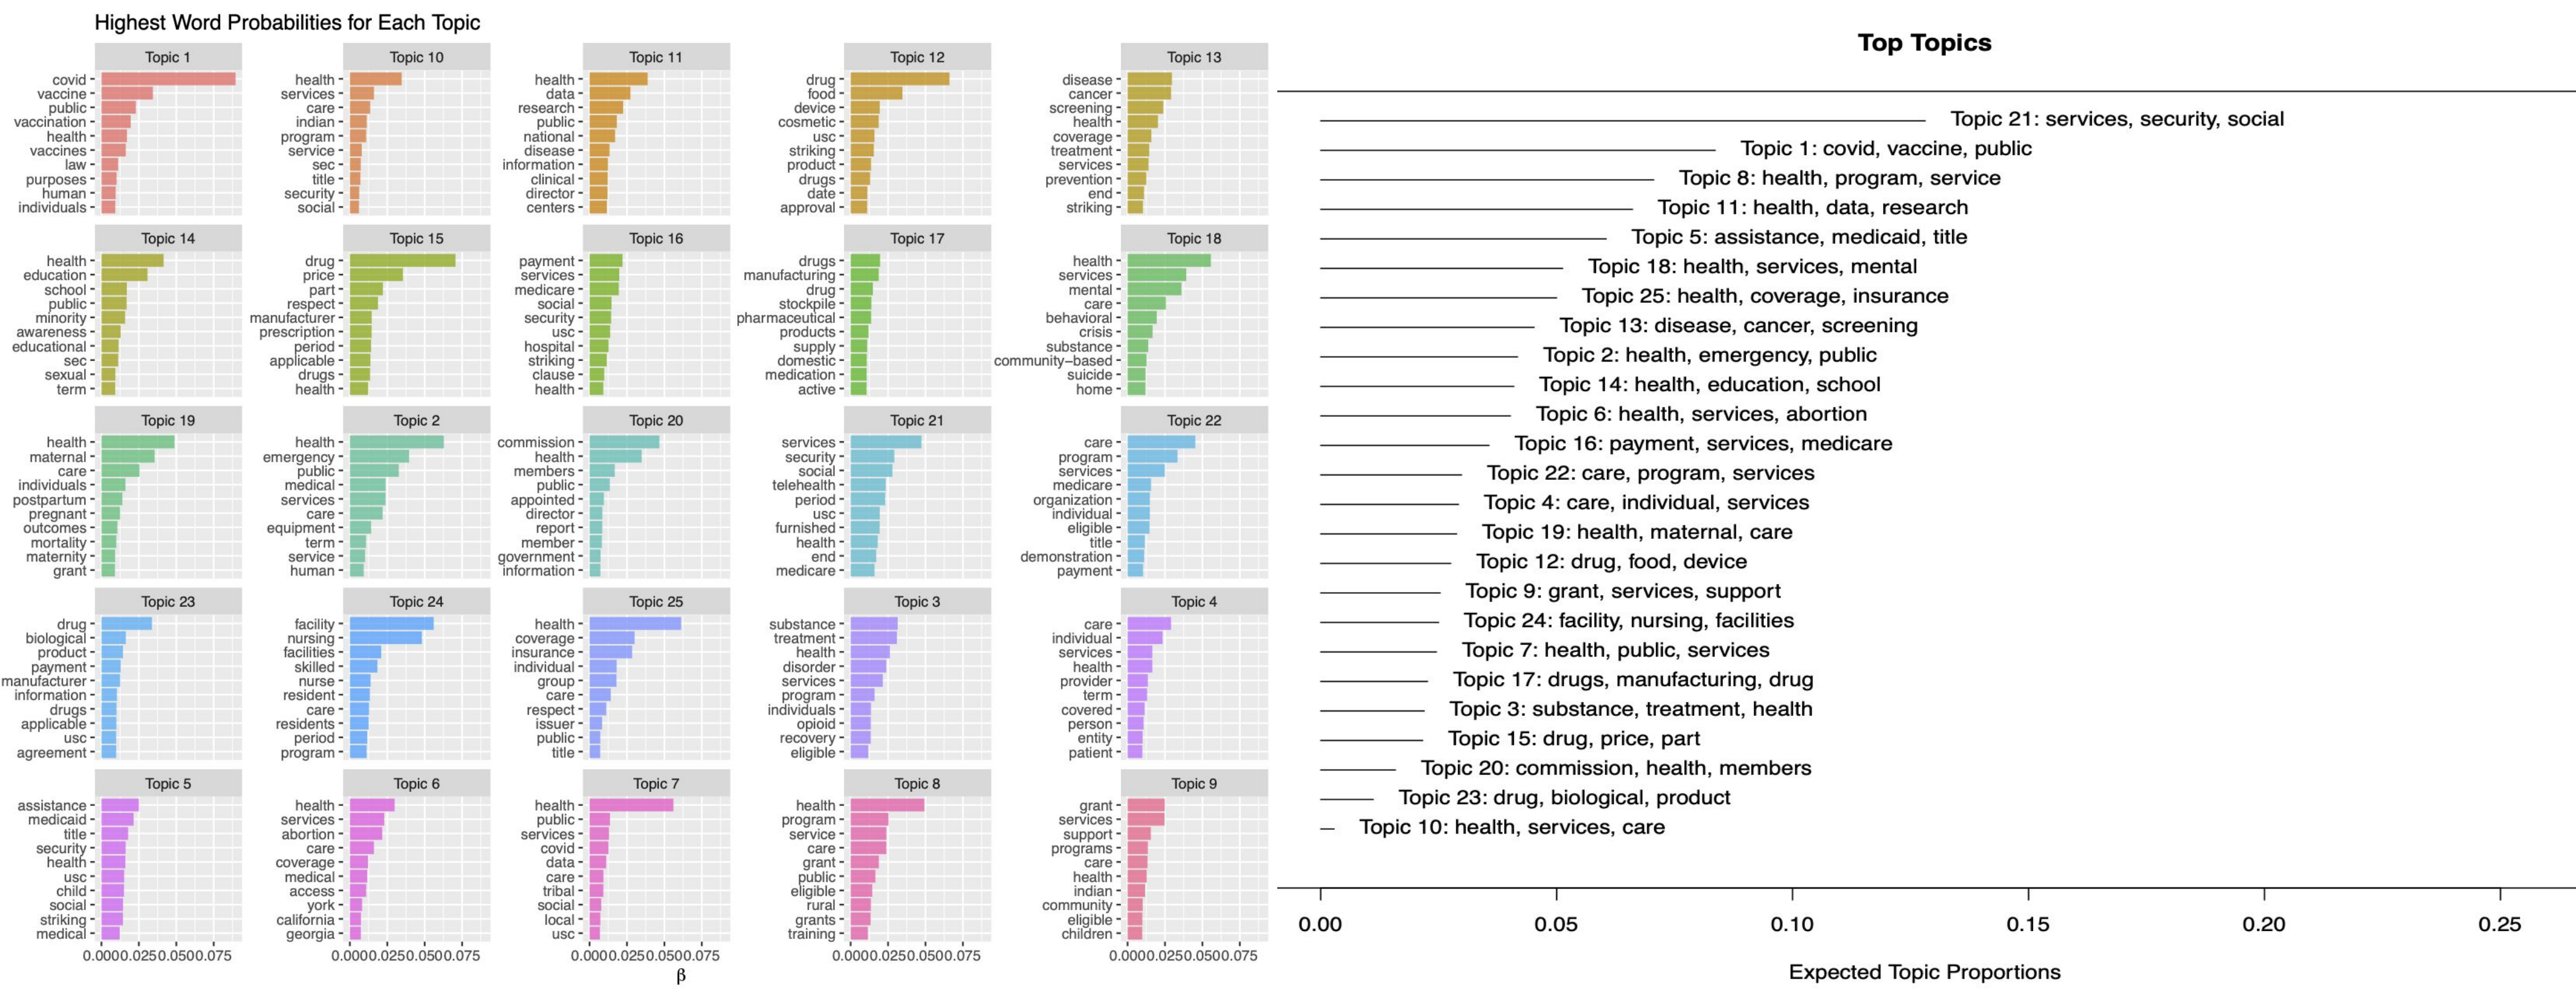 Highest Word Probabilities for Each Topic
Topic 1
covid
vaccine
public
vaccination
health
vaccines
law
purposes
human
individuals
Topic 10
health
services
care
indian
program
service
sec
title
security
social
Topic 11
health
data
research
public
national
disease
information
clinical
director
centers
Topic 12
drug
food
device
cosmetic
usc
striking
product
drugs
date
approval
Topic 13
disease
cancer
screening
health
coverage
treatment
services
prevention
end
striking
Topic 14
health
education
school
public
minority
awareness
educational
sec
sexual
term
Topic 15
drug
price
part
respect
manufacturer
prescription
period
applicable
drugs
health
Topic 16
payment
services
medicare
social
security
usc
hospital
striking
clause
health
Topic 17
drugs
manufacturing
drug
stockpile
pharmaceutical
products
supply
domestic
medication
active
Topic 18
health
services
mental
care
behavioral
crisis
substance
community−based
suicide
home
Topic 19
health
maternal
care
individuals
postpartum
pregnant
outcomes
mortality
maternity
grant
Topic 2
health
emergency
public
medical
services
care
equipment
term
service
human
Topic 20
commission
health
members
public
appointed
director
report
member
government
information
Topic 21
services
security
social
telehealth
period
usc
furnished
health
end
medicare
Topic 22
care
program
services
medicare
organization
individual
eligible
title
demonstration
payment
Topic 23
drug
biological
product
payment
manufacturer
information
drugs
applicable
usc
agreement
Topic 24
facility
nursing
facilities
skilled
nurse
resident
care
residents
period
program
Topic 25
health
coverage
insurance
individual
group
care
respect
issuer
public
title
Topic 3
substance
treatment
health
disorder
services
program
individuals
opioid
recovery
eligible
Topic 4
care
individual
services
health
provider
term
covered
person
entity
patient
Topic 5
assistance
medicaid
title
security
health
usc
child
social
striking
medical
Topic 6
health
services
abortion
care
coverage
medical
access
york
california
georgia
Topic 7
health
public
services
covid
data
care
tribal
social
local
usc
Topic 8
health
program
service
care
grant
public
eligible
rural
grants
training
Topic 9
grant
services
support
programs
care
health
indian
community
eligible
children
0.0000.0250.0500.075
0.0000.0250.0500.075
0.0000.0250.0500.075
0.0000.0250.0500.075
0.0000.0250.0500.075
β
Top Topics
Topic 21: services, security, social
Topic 1: covid, vaccine, public
Topic 8: health, program, service
Topic 11: health, data, research
Topic 5: assistance, medicaid, title
Topic 18: health, services, mental
Topic 25: health, coverage, insurance
Topic 13: disease, cancer, screening
Topic 2: health, emergency, public
Topic 14: health, education, school
Topic 6: health, services, abortion
Topic 16: payment, services, medicare
Topic 22: care, program, services
Topic 4: care, individual, services
Topic 19: health, maternal, care
Topic 12: drug, food, device
Topic 9: grant, services, support
Topic 24: facility, nursing, facilities
Topic 7: health, public, services
Topic 17: drugs, manufacturing, drug
Topic 3: substance, treatment, health
Topic 15: drug, price, part
Topic 20: commission, health, members
Topic 23: drug, biological, product
Topic 10: health, services, care
0.00 0.05 0.10 0.15 0.20 0.25
Expected Topic Proportions